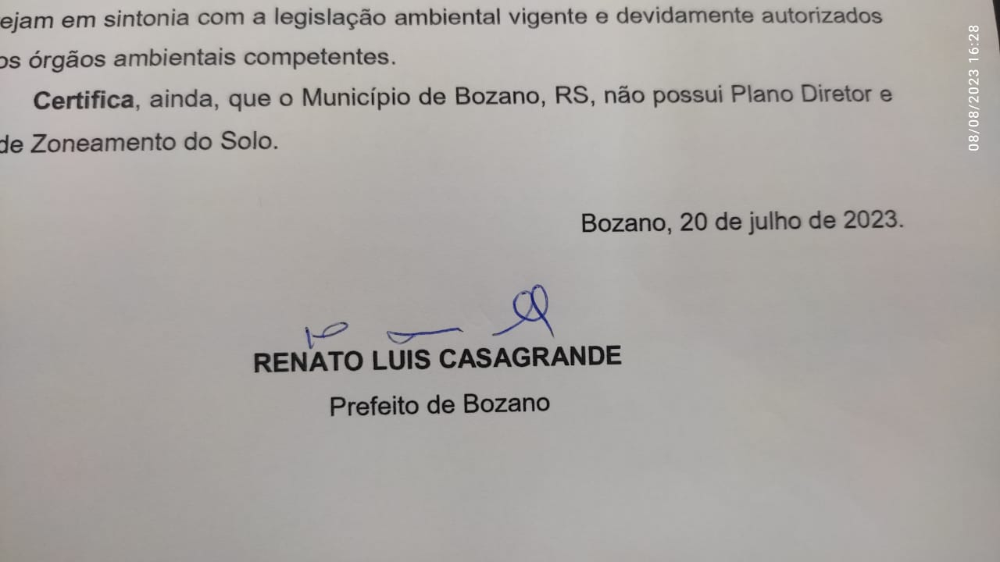 ejam em sintonia com a legislação ambiental vigente e devidamente autorizados
os órgãos ambientais competentes.
Certifica, ainda, que o Município de Bozano, RS, não possui Plano Diretor e
de Zoneamento do Solo.
Bozano, 20 de julho de 2023.
RENATO LUIS CASAGRANDE
Prefeito de Bozano
08/08/2023 16:28